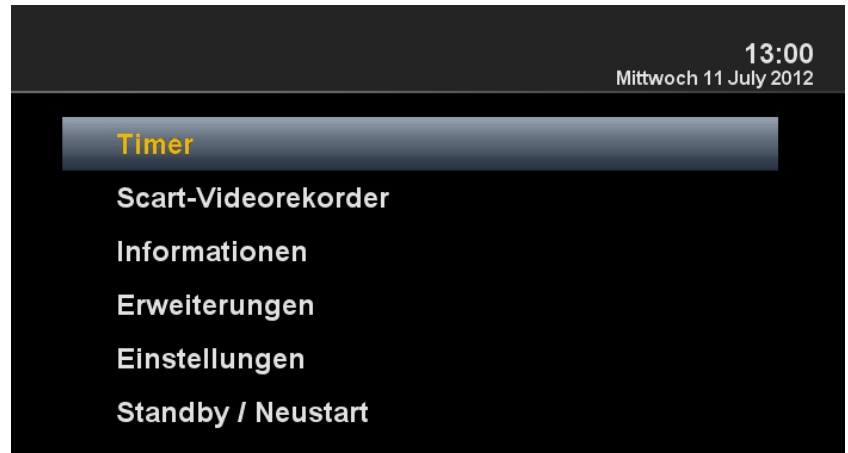 13:00
Mittwoch 11 July 2012
Timer
Scart-Videorekorder
Informationen
Erweiterungen
Einstellungen
Standby / Neustart